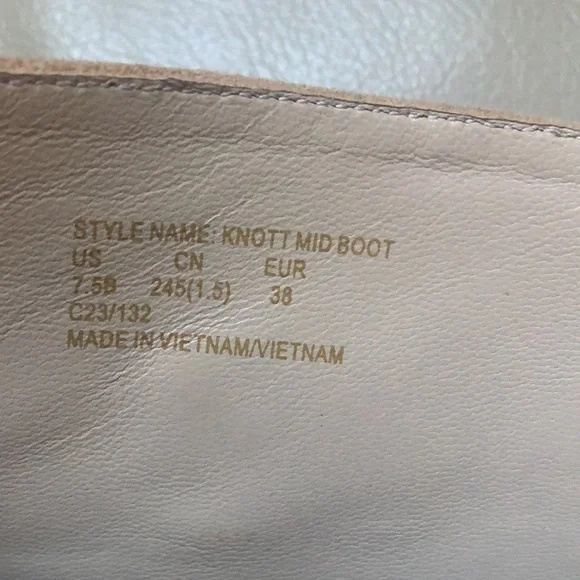 STYLE NAME: KNOTT MID BOOT
US CN EUR
7.5B 245(1.5) 38
C23/132
MADE IN VIETNAM/VIETNAM